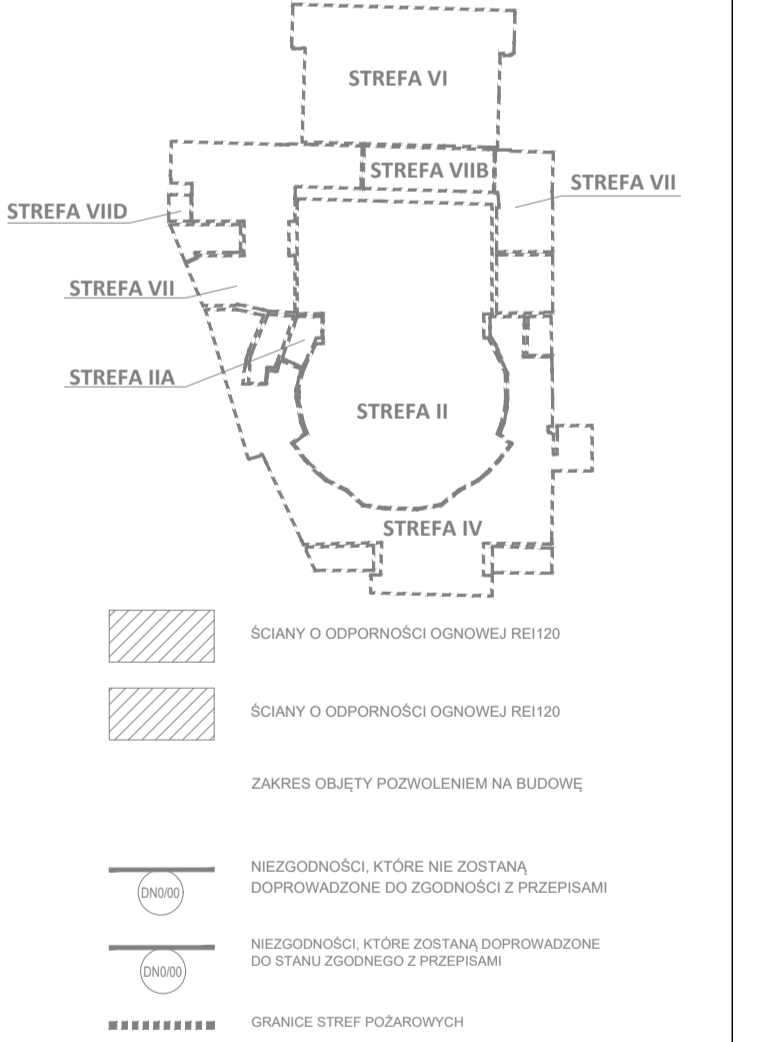 STREFA VI
STREFA VIIB
STREFA VII
STREFA VIID
STREFA VII
STREFA IIA
STREFA II
STREFA IV
ŚCIANY O ODPORNOŚCI OGNOWEJ REI120
ŚCIANY O ODPORNOŚCI OGNOWEJ REI120
ZAKRES OBJĘTY POZWOLENIEM NA BUDOWĘ
NIEZGODNOŚCI, KTÓRE NIE ZOSTANĄ
DOPROWADZONE DO ZGODNOŚCI Z PRZEPISAMI
DN0/00
NIEZGODNOŚCI, KTÓRE ZOSTANĄ DOPROWADZONE
DO STANU ZGODNEGO Z PRZEPISAMI
DN0/00
GRANICE STREF POŻAROWYCH